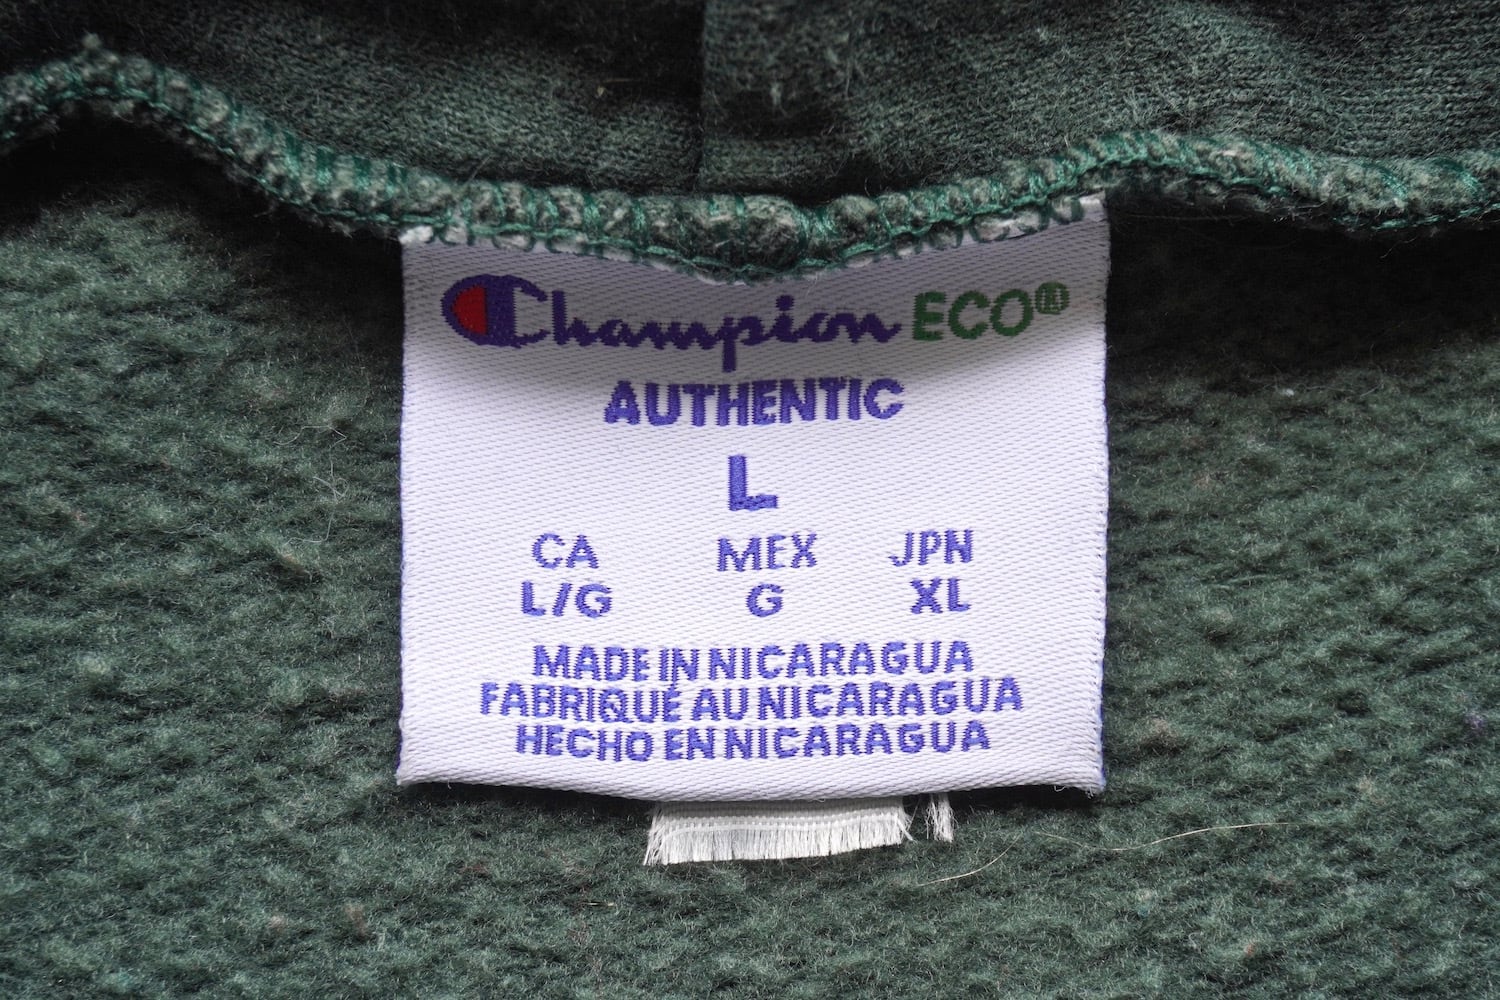 Champion ECO®
AUTHENTIC
L
CA MEX JPN
L/G G XL
MADE IN NICARAGUA
FABRIQUÉ AU NICARAGUA
HECHO EN NICARAGUA